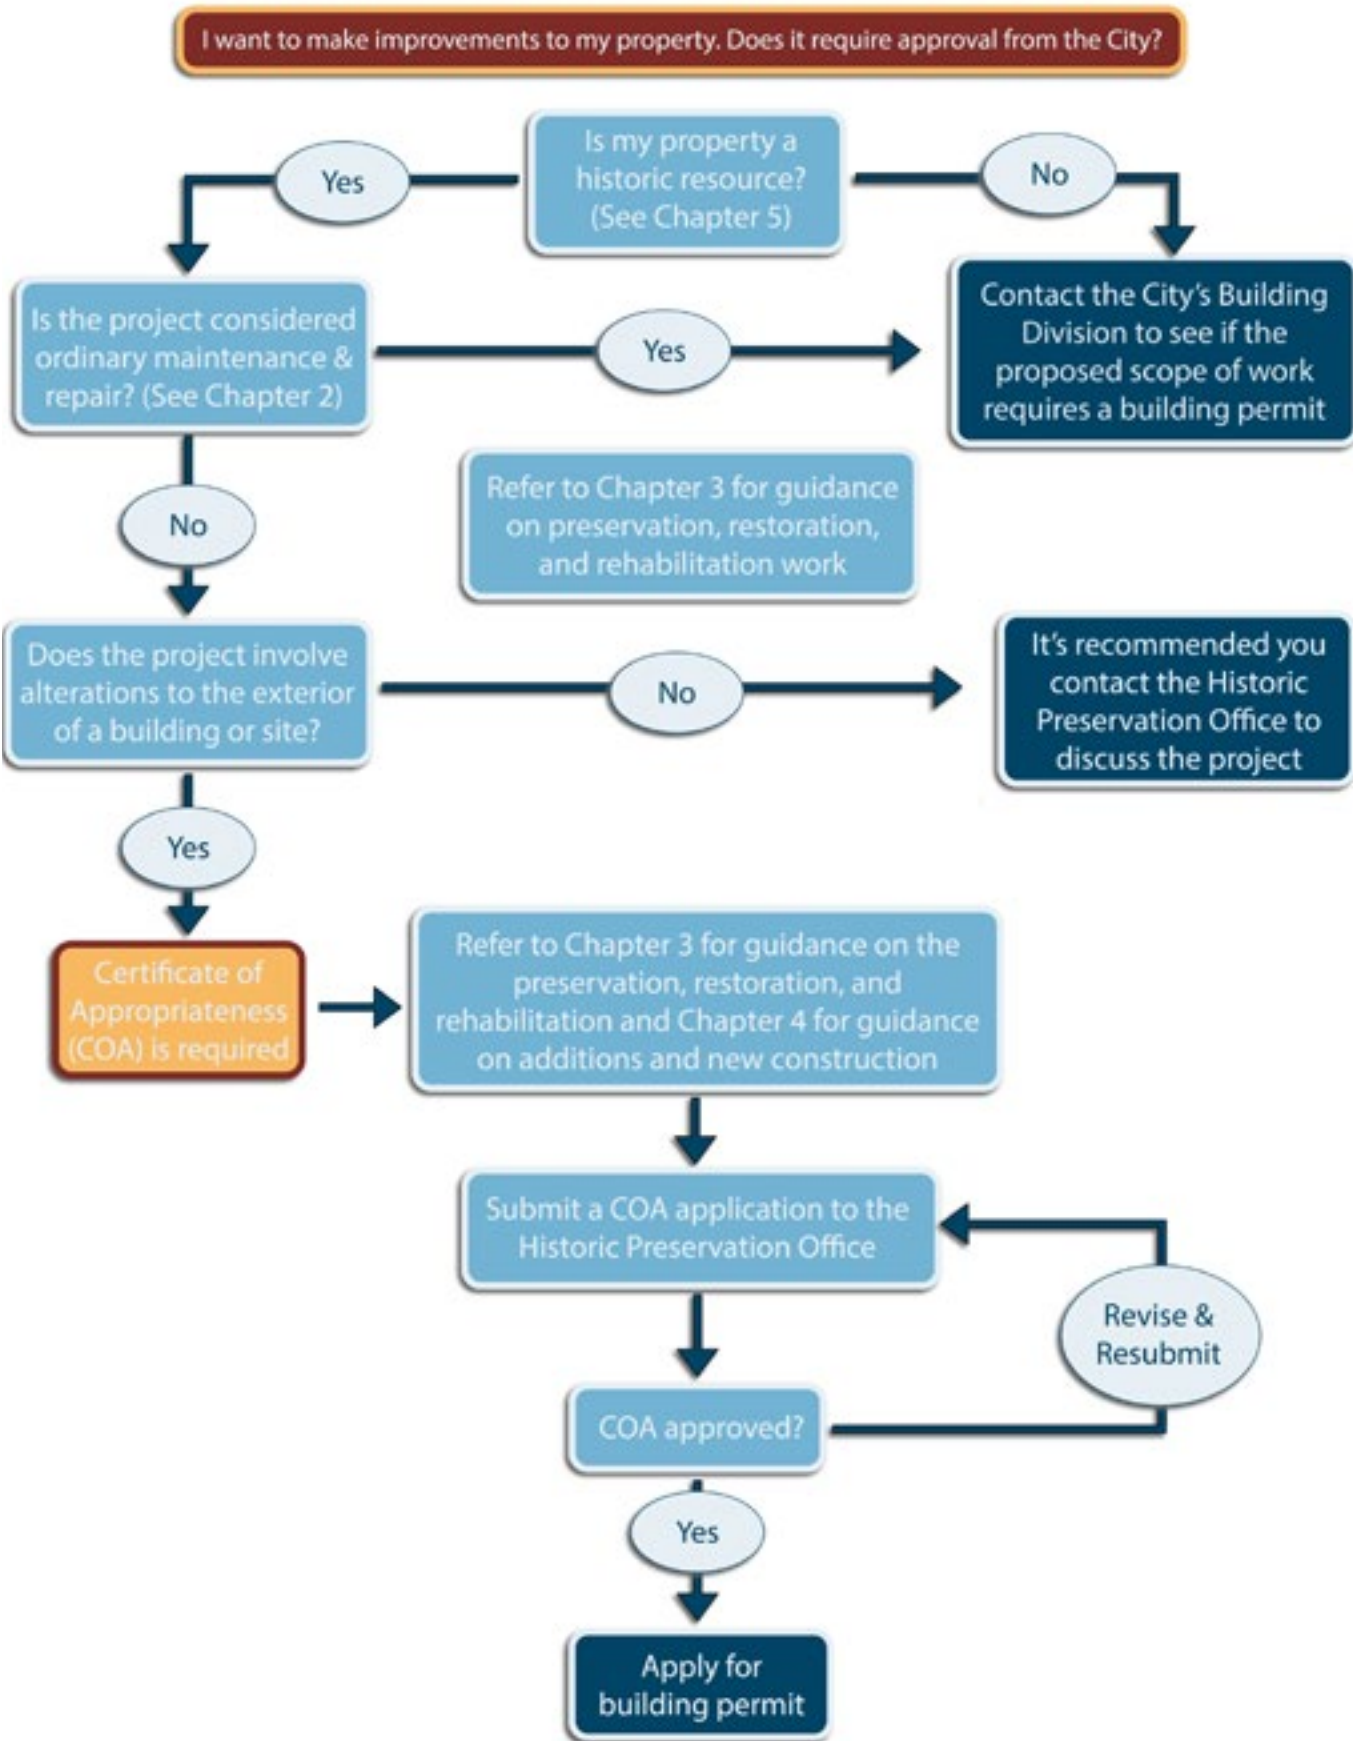 I want to make improvements to my property. Does it require approval from the City?
Is my property a
historic resource?
(See Chapter 5)
Yes
No
Is the project considered
ordinary maintenance &
repair? (See Chapter 2)
Yes
Contact the City's Building
Division to see if the
proposed scope of work
requires a building permit
No
Refer to Chapter 3 for guidance
on preservation, restoration,
and rehabilitation work
Does the project involve
alterations to the exterior
of a building or site?
No
It's recommended you
contact the Historic
Preservation Office to
discuss the project
Yes
Certificate of
Appropriateness
(COA) is required
Refer to Chapter 3 for guidance on the
preservation, restoration, and
rehabilitation and Chapter 4 for guidance
on additions and new construction
Submit a COA application to the
Historic Preservation Office
Revise &
Resubmit
COA approved?
Yes
Apply for
building permit